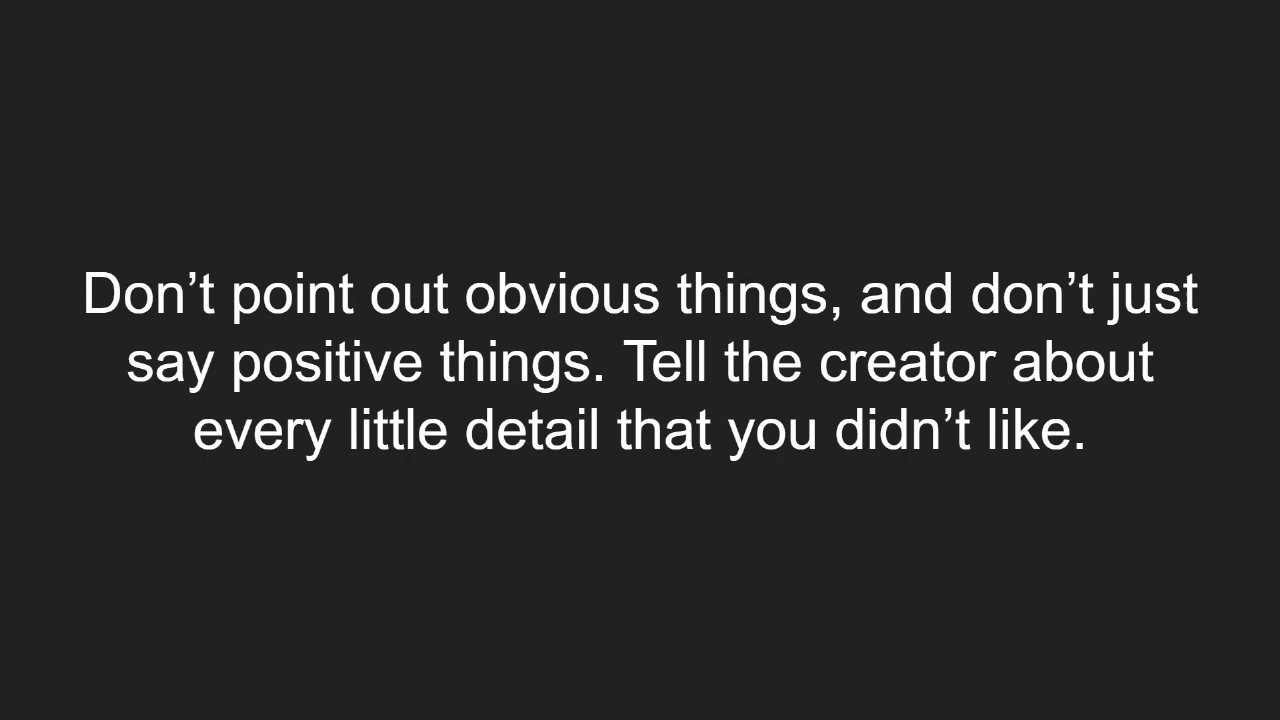 Don’t point out obvious things, and don’t just
say positive things. Tell the creator about
every little detail that you didn’t like.